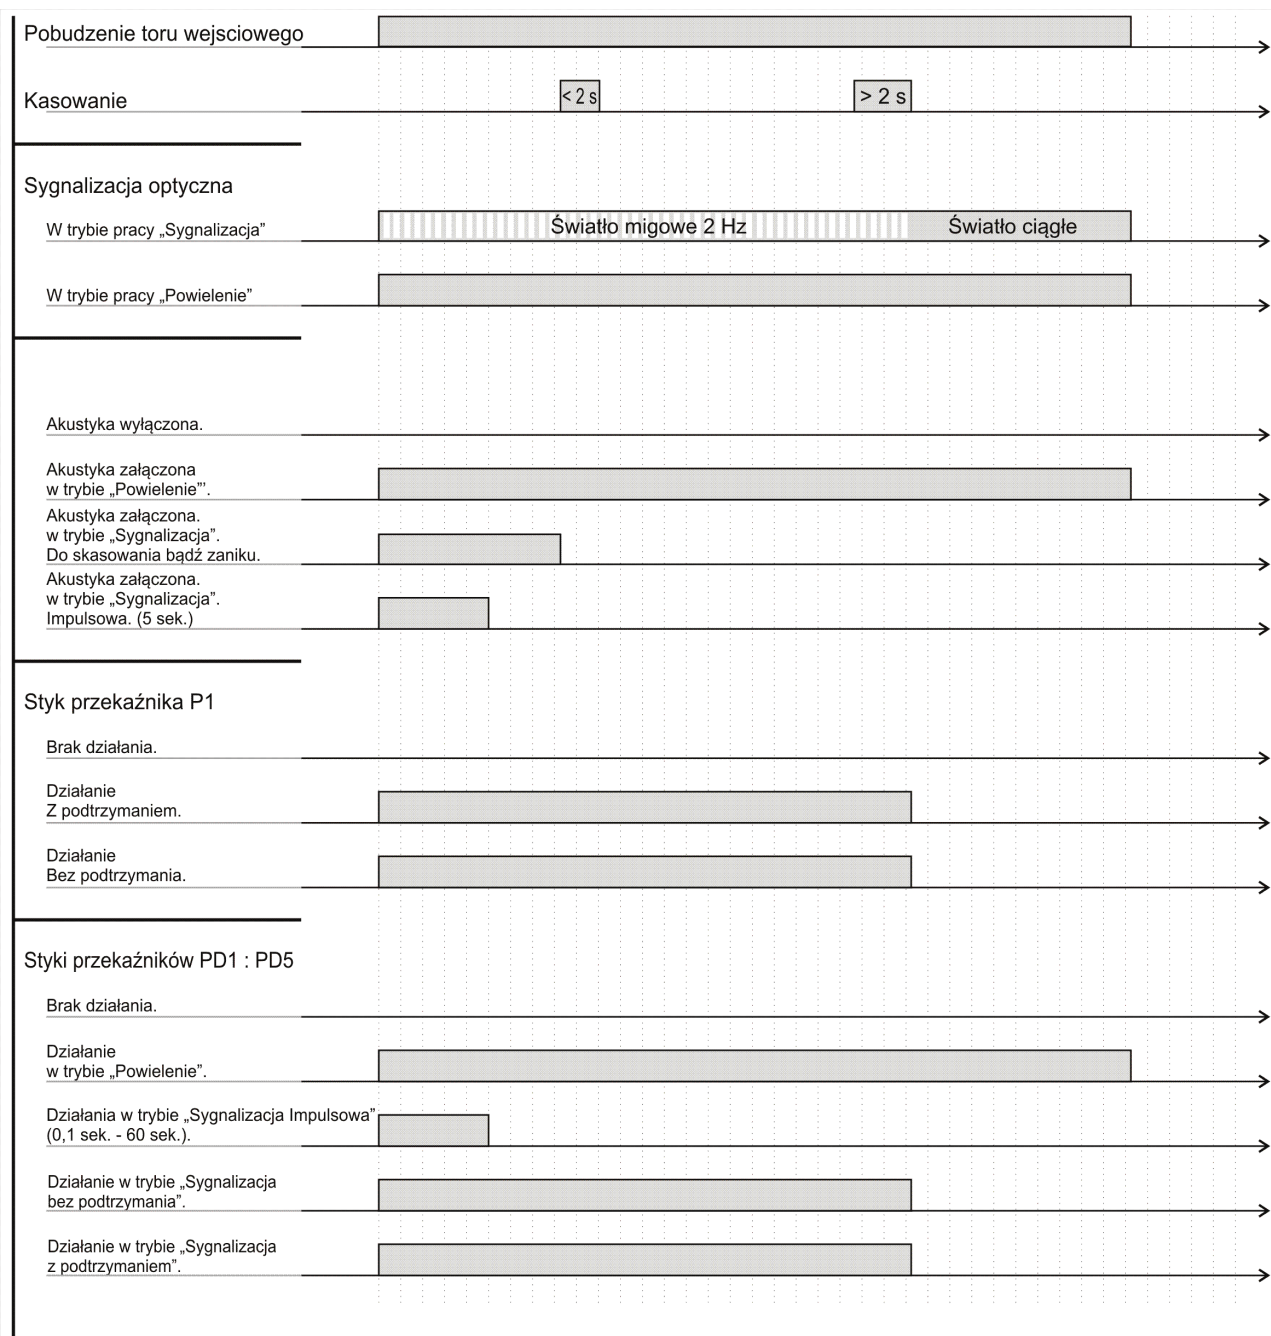 Pobudzenie toru wejsciowego
Kasowanie
< 2 s
> 2 s
Sygnalizacja optyczna
W trybie pracy „Sygnalizacja”
Światło migowe 2 Hz
Światło ciągłe
W trybie pracy „Powielenie”
Akustyka wyłączona.
Akustyka załączona
w trybie „Powielenie”’.
Akustyka załączona.
w trybie „Sygnalizacja”.
Do skasowania bądź zaniku.
Akustyka załączona.
w trybie „Sygnalizacja”.
Impulsowa. (5 sek.)
Styk przekaźnika P1
Brak działania.
Działanie
Z podtrzymaniem.
Działanie
Bez podtrzymania.
Styki przekaźników PD1 : PD5
Brak działania.
Działanie
w trybie „Powielenie”.
Działania w trybie „Sygnalizacja Impulsowa”
(0,1 sek. - 60 sek.).
Działanie w trybie „Sygnalizacja
bez podtrzymania”.
Działanie w trybie „Sygnalizacja
z podtrzymaniem”.